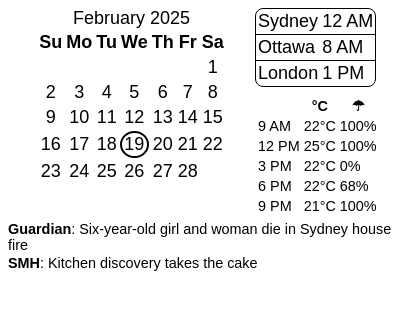 February 2025
Su Mo Tu We Th Fr Sa
1
2 3 4 5 6 7 8
9 10 11 12 13 14 15
16 17 18 19 20 21 22
23 24 25 26 27 28
Sydney 12 AM
Ottawa 8 AM
London 1 PM
°C ☂
9 AM 22°C 100%
12 PM 25°C 100%
3 PM 22°C 0%
6 PM 22°C 68%
9 PM 21°C 100%
Guardian: Six-year-old girl and woman die in Sydney house
fire
SMH: Kitchen discovery takes the cake